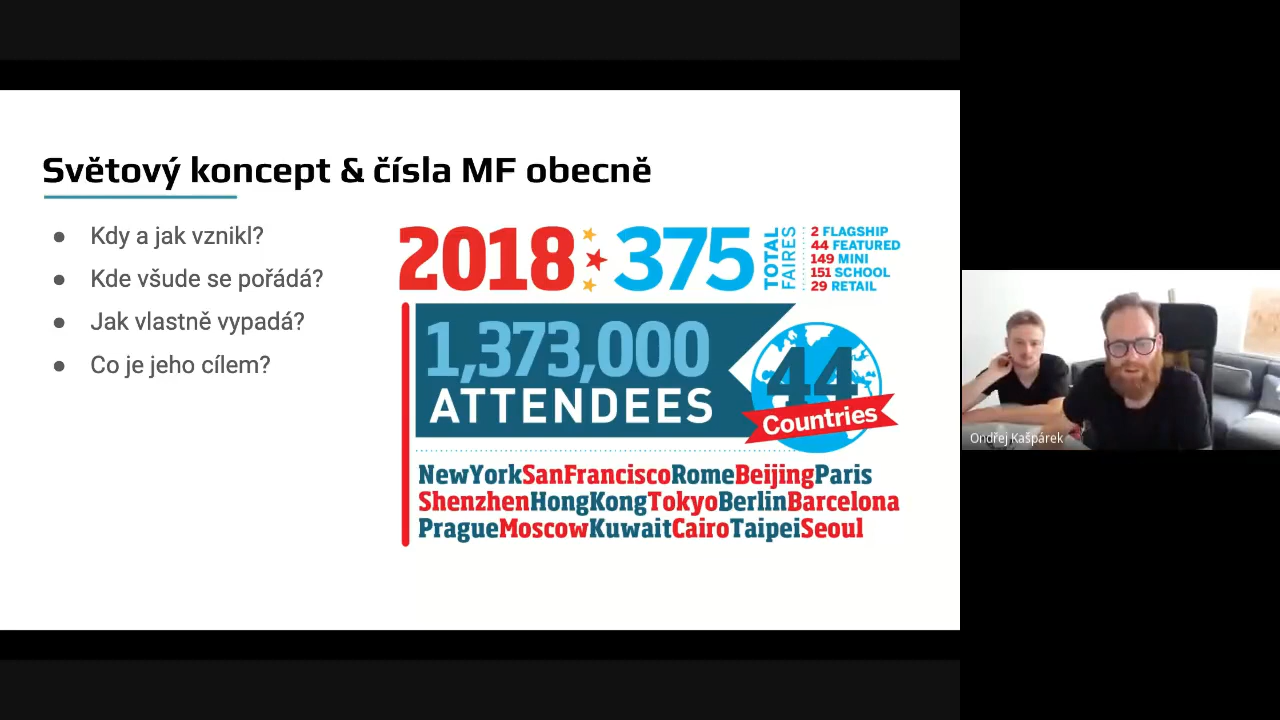 Světový koncept & čísla MF obecně
● Kdy a jak vznikl?
● Kde všude se pořádá?
● Jak vlastně vypadá?
● Co je jeho cílem?
2018 375 TOTAL FAIRES
2 FLAGSHIP
44 FEATURED
149 MINI
151 SCHOOL
29 RETAIL
1,373,000
ATTENDEES
44
Countries
NewYorkSanFranciscoRomeBeijingParis
ShenzhenHongKongTokyoBerlinBarcelona
PragueMoscowKuwaitCairoTaipeiSeoul
Ondřej Kašpárek